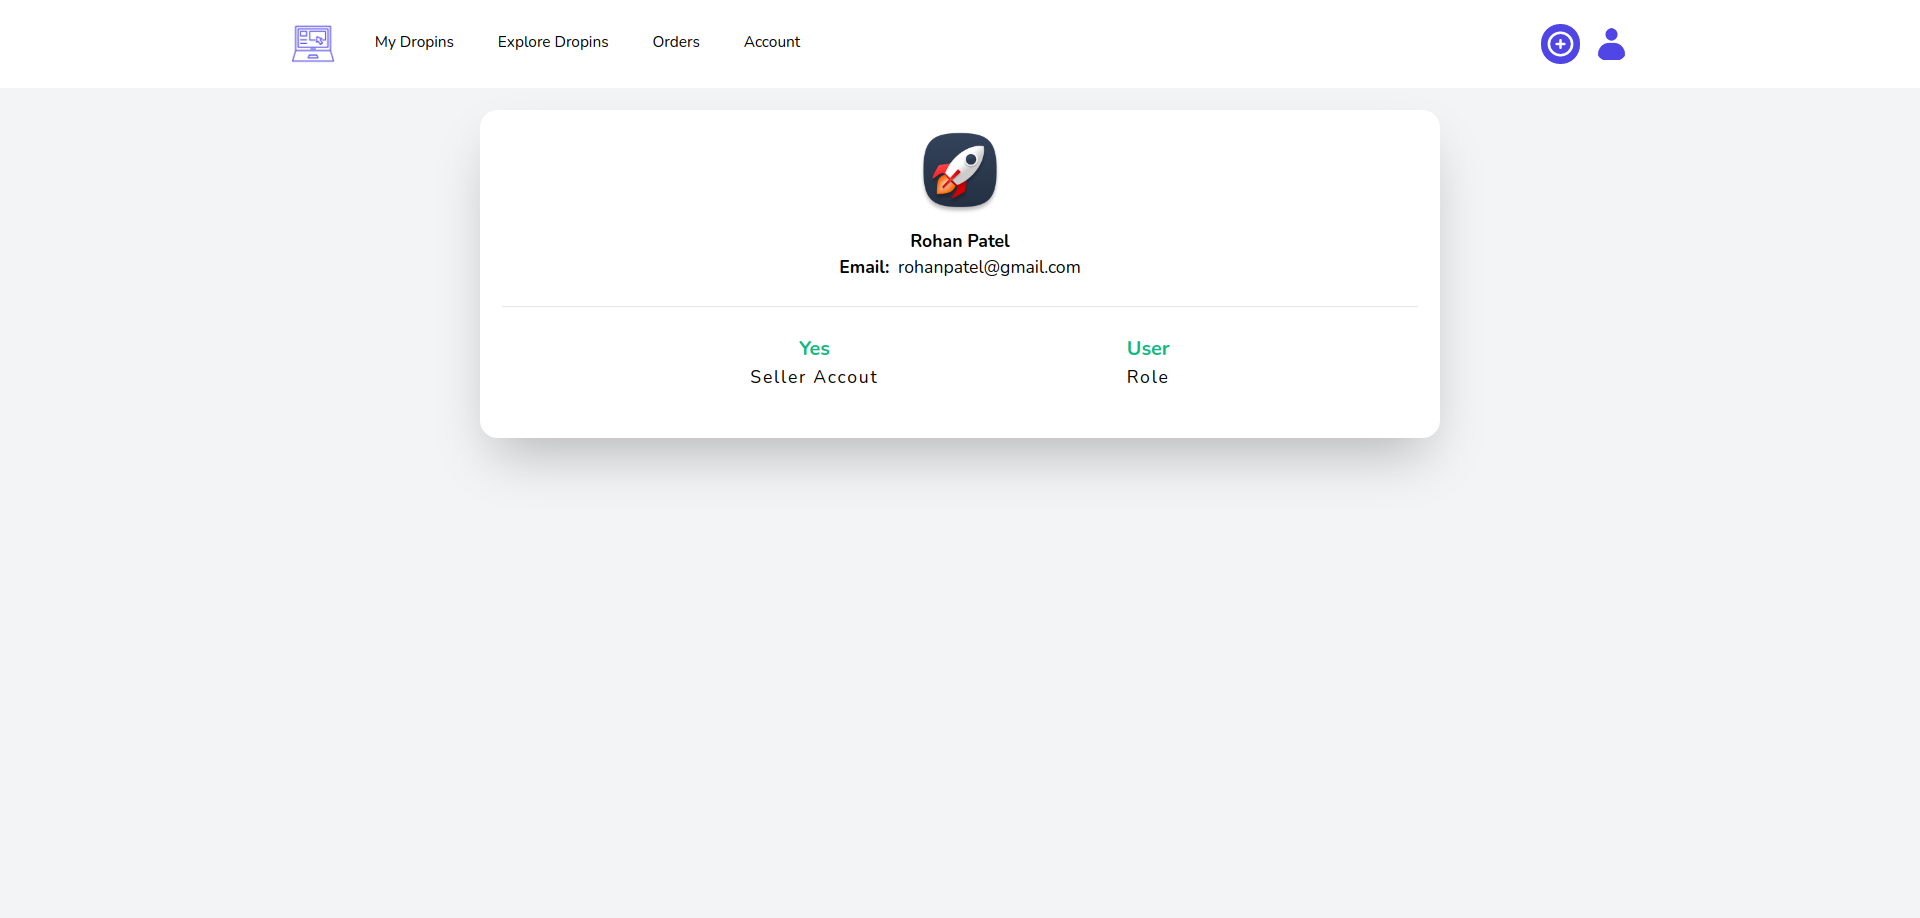 My Dropins
Explore Dropins
Orders
Account
Rohan Patel
Email: rohanpatel@gmail.com
Yes
Seller Accout
User
Role